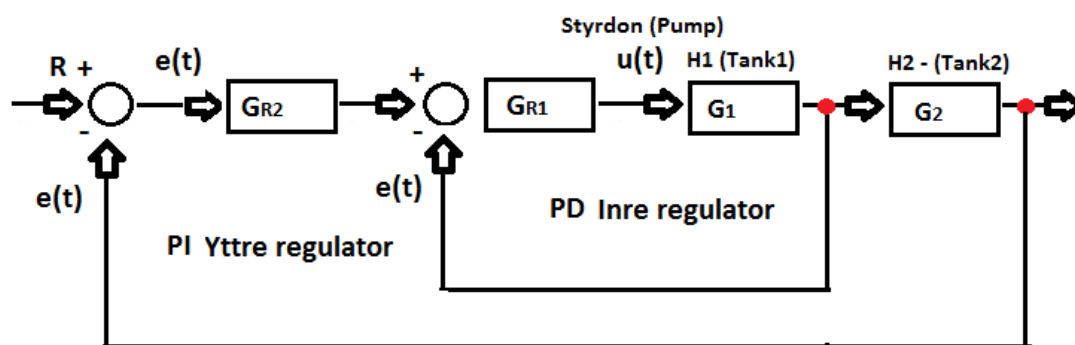 Styrdon (Pump)
R + e(t) u(t) H1 (Tank1) H2 - (Tank2)
+
GR2 GR1 G1 G2
- -
e(t) e(t)
PD Inre regulator
PI Yttre regulator